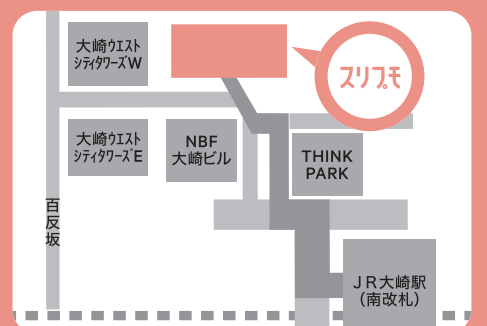 大崎ウエスト
シティタワーズW
スリプモ
大崎ウエスト
シティタワーズE
NBF
大崎ビル
THINK
PARK
百反坂
JR大崎駅
（南改札）